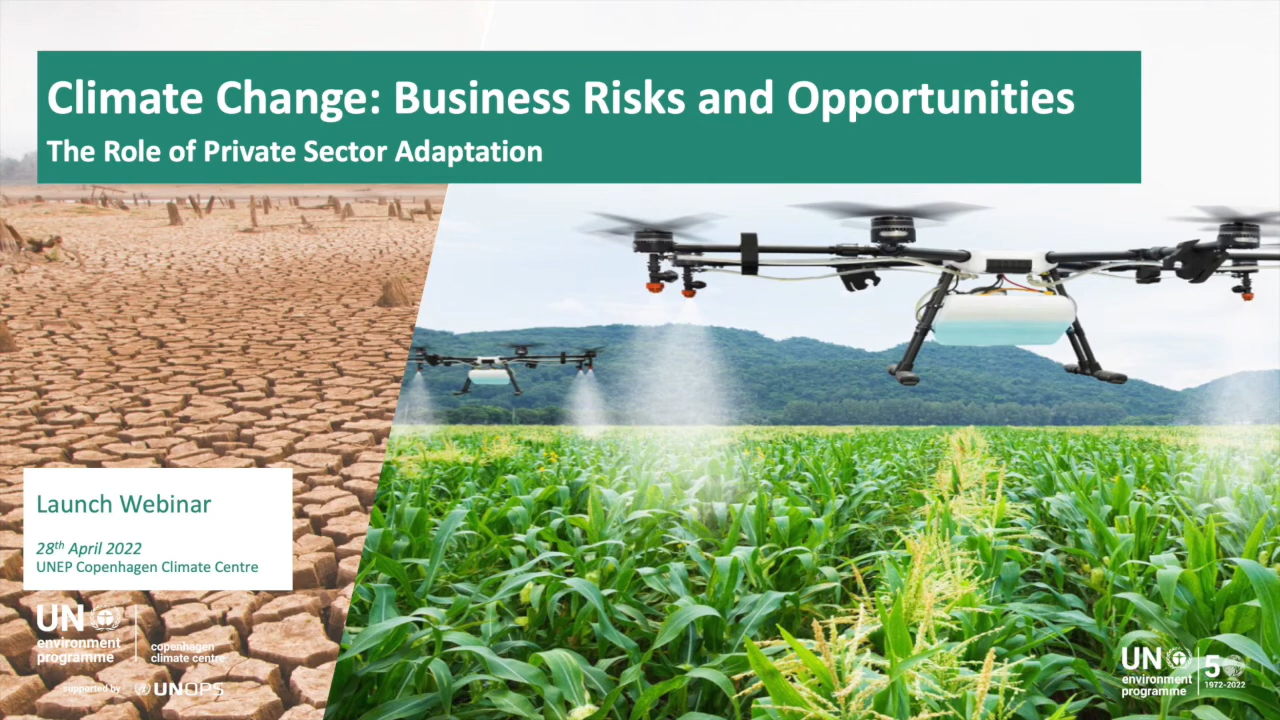 Climate Change: Business Risks and Opportunities
The Role of Private Sector Adaptation
Launch Webinar
28th April 2022
UNEP Copenhagen Climate Centre
UN
environment
programme
copenhagen
climate centre
supported by UNOPS
UN
environment
programme
50
1972-2022